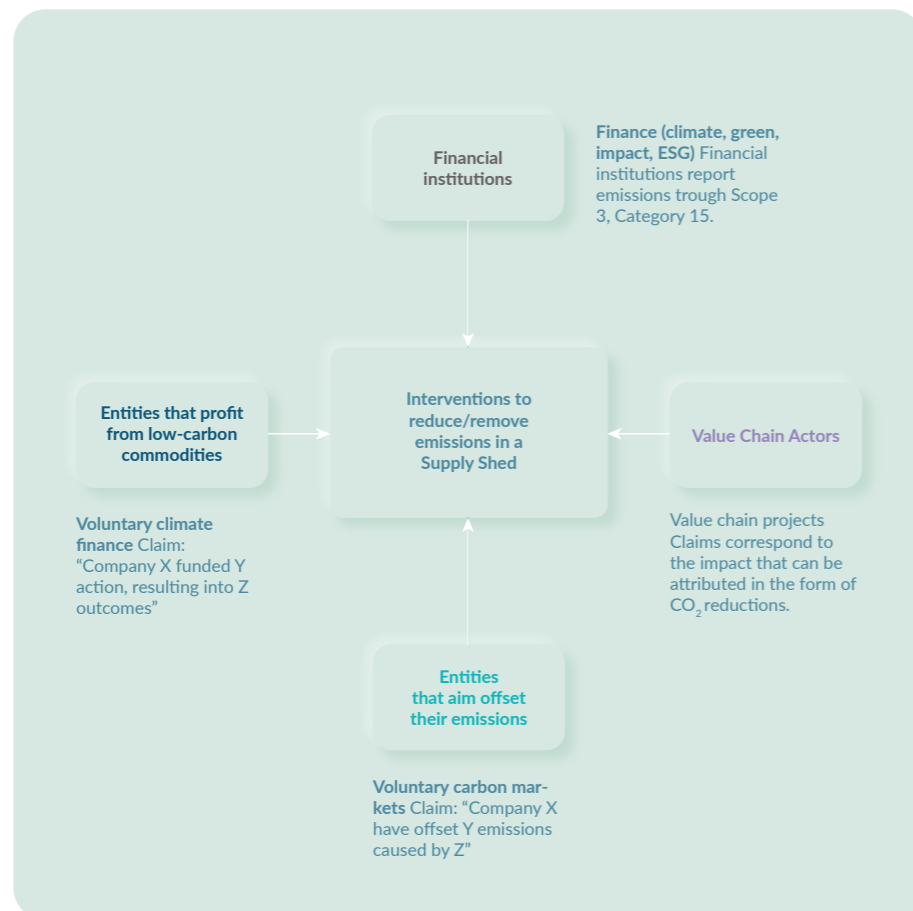 Financial
institutions
Finance (climate, green,
impact, ESG) Financial
institutions report
emissions trough Scope
3, Category 15.
Entities that profit
from low-carbon
commodities
Voluntary climate
finance Claim:
“Company X funded Y
action, resulting into Z
outcomes”
Interventions to
reduce/remove
emissions in a
Supply Shed
Value Chain Actors
Value chain projects
Claims correspond to
the impact that can be
attributed in the form of
CO2 reductions.
Entities
that aim offset
their emissions
Voluntary carbon mar-
kets Claim: “Company X
have offset Y emissions
caused by Z”